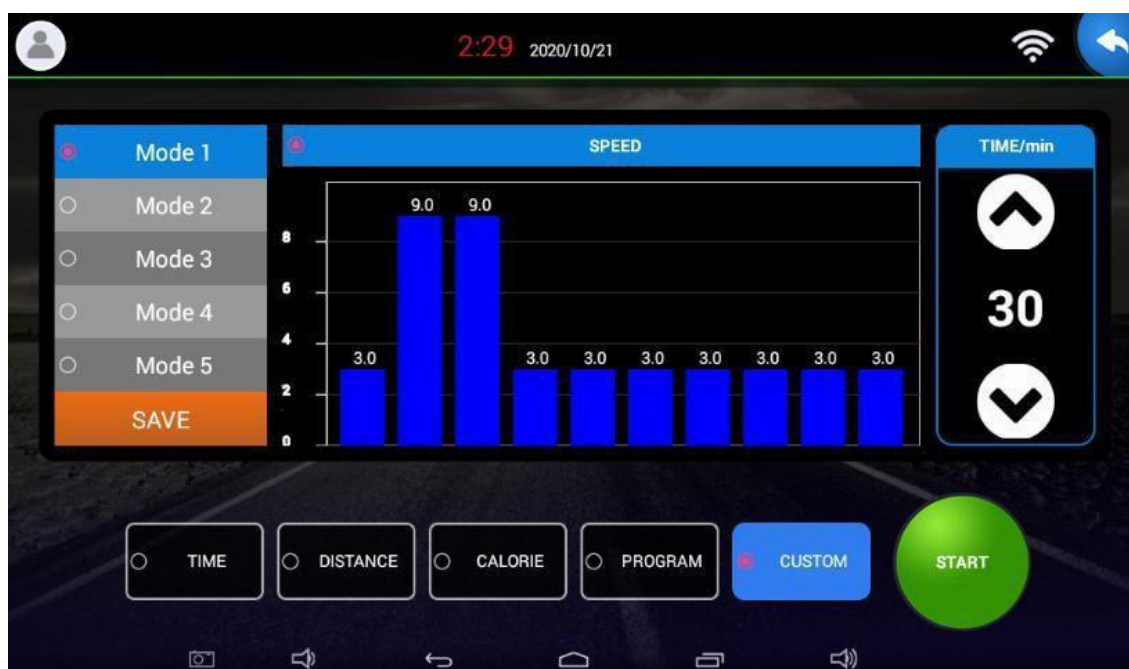 2:29 2020/10/21
Mode 1
Mode 2
Mode 3
Mode 4
Mode 5
SAVE
SPEED
9.0 9.0
8
6
4
3.0 3.0 3.0 3.0 3.0 3.0 3.0 3.0
2
0
TIME/min
30
TIME DISTANCE CALORIE PROGRAM CUSTOM START